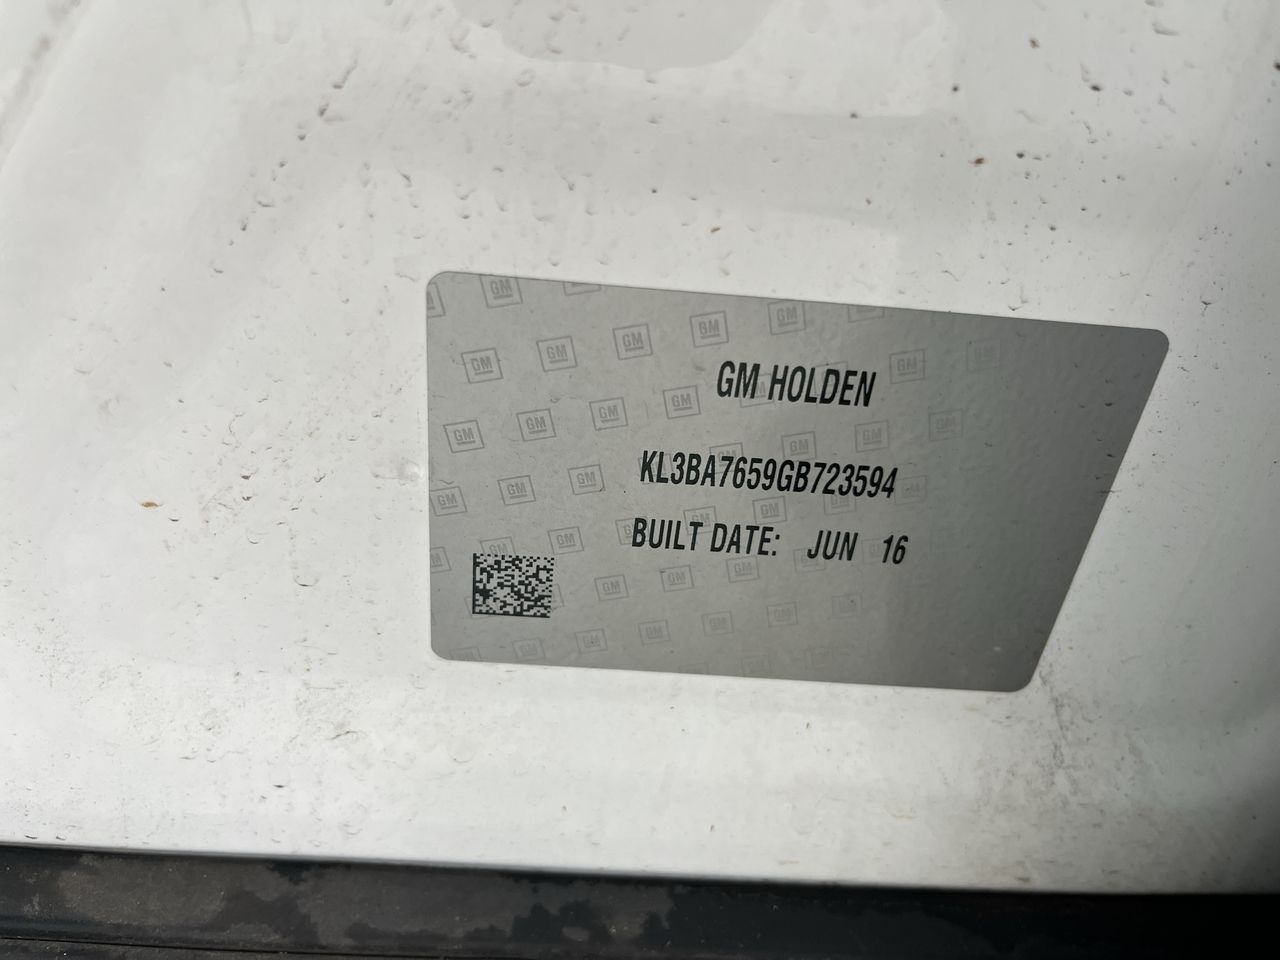 GM HOLDEN
KL3BA7659GB723594
BUILT DATE: JUN 16